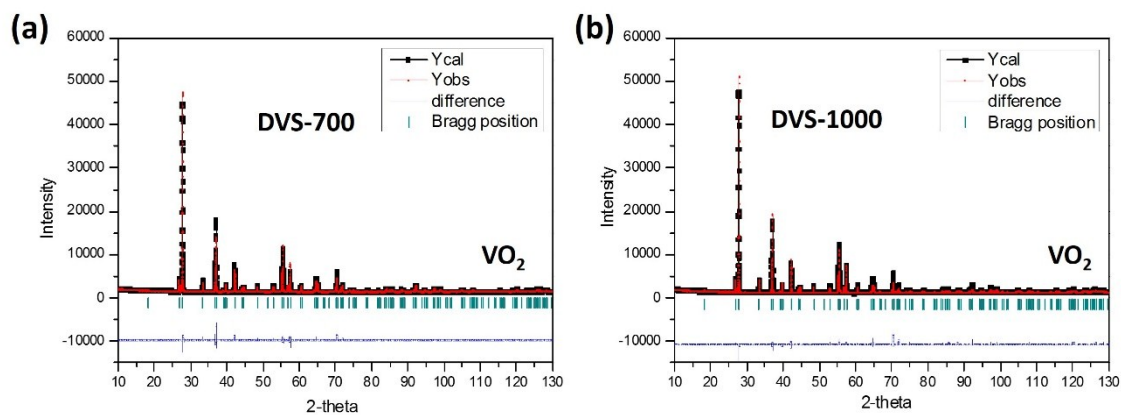 (a)
60000
50000
40000
30000
20000
10000
0
-10000
Intensity
Ycal
Yobs
difference
Bragg position
DVS-700
VO2
10 20 30 40 50 60 70 80 90 100 110 120 130
2-theta
(b)
60000
50000
40000
30000
20000
10000
0
-10000
Intensity
Ycal
Yobs
difference
Bragg position
DVS-1000
VO2
10 20 30 40 50 60 70 80 90 100 110 120 130
2-theta